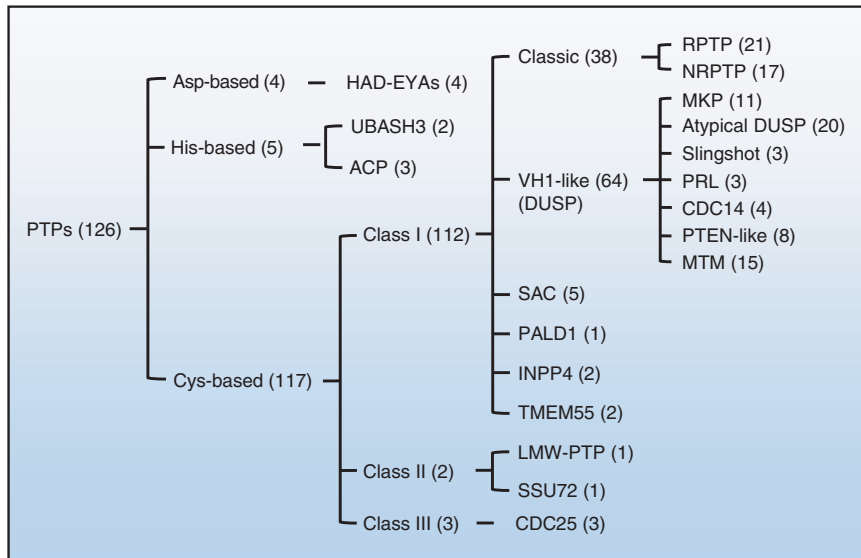 PTPs (126)
Asp-based (4)
HAD-EYAs (4)
His-based (5)
UBASH3 (2)
ACP (3)
Cys-based (117)
Class I (112)
Classic (38)
RPTP (21)
NRPTP (17)
VH1-like (64)
(DUSP)
MKP (11)
Atypical DUSP (20)
Slingshot (3)
PRL (3)
CDC14 (4)
PTEN-like (8)
MTM (15)
SAC (5)
PALD1 (1)
INPP4 (2)
TMEM55 (2)
Class II (2)
LMW-PTP (1)
SSU72 (1)
Class III (3)
CDC25 (3)